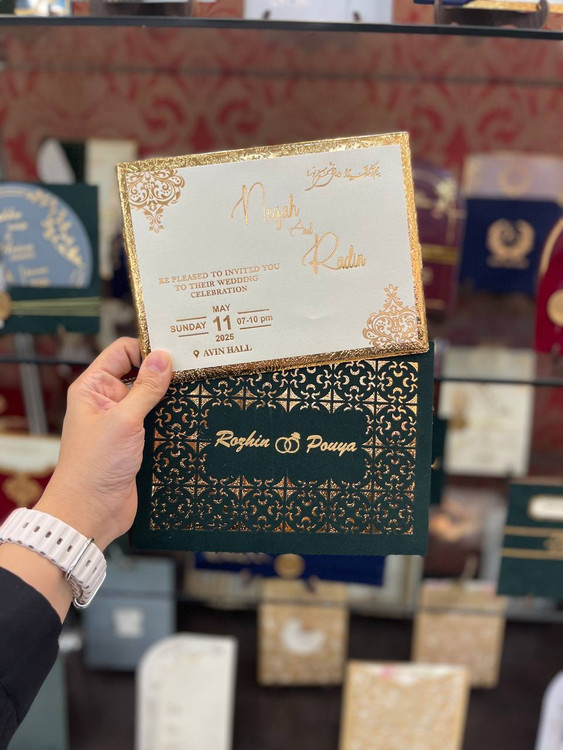 Negah
And
Radin
RE PLEASED TO INVITED YOU
TO THEIR WEDDING
CELEBRATION
MAY
SUNDAY 11 07-10 pm
2025
AVIN HALL
Rozhin Pouya